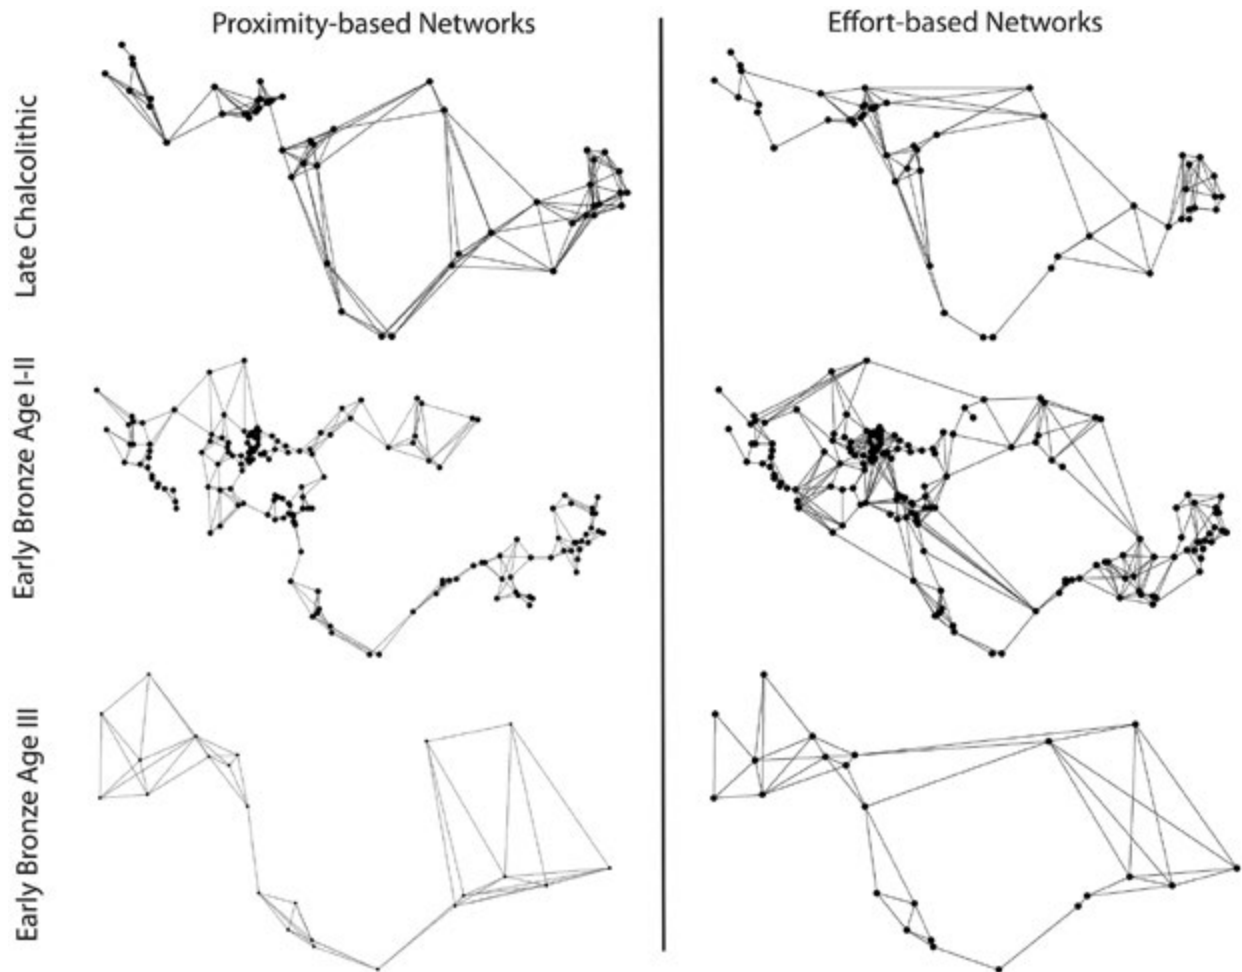 Proximity-based Networks
Effort-based Networks
Late Chalcolithic
Early Bronze Age I-II
Early Bronze Age III